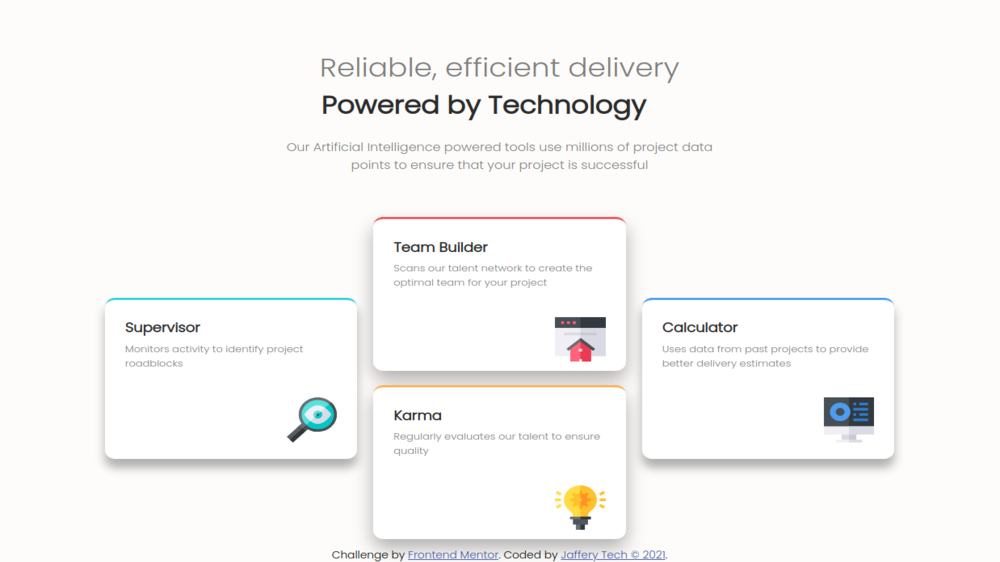 Reliable, efficient delivery
Powered by Technology
Our Artificial Intelligence powered tools use millions of project data
points to ensure that your project is successful
Supervisor
Monitors activity to identify project
roadblocks
Team Builder
Scans our talent network to create the
optimal team for your project
Karma
Regularly evaluates our talent to ensure
quality
Calculator
Uses data from past projects to provide
better delivery estimates
Challenge by Frontend Mentor. Coded by Jaffery Tech © 2021.